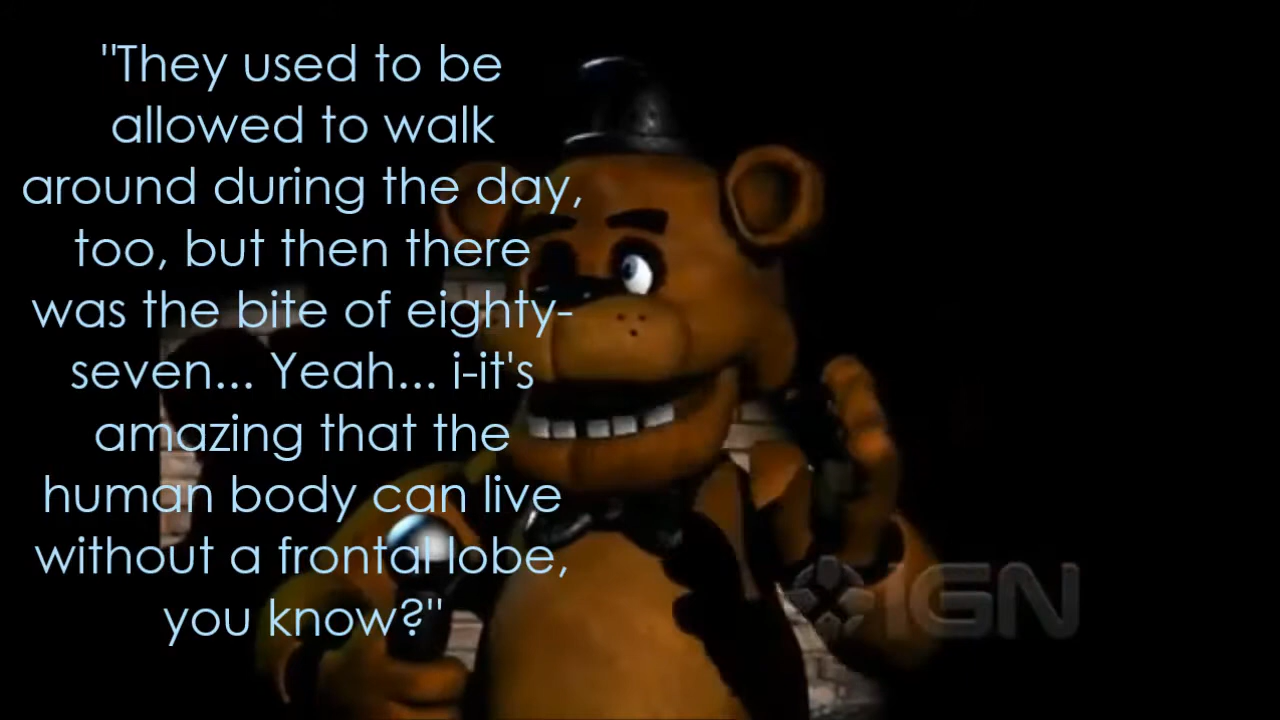 "They used to be
allowed to walk
around during the day,
too, but then there
was the bite of eighty-
seven... Yeah... i-it's
amazing that the
human body can live
without a frontal lobe,
you know?"
IGN